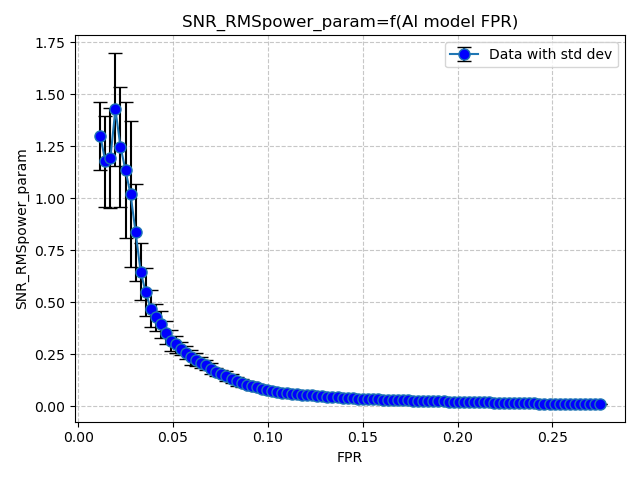 SNR_RMSpower_param=f(AI model FPR)
Data with std dev
SNR_RMSpower_param
1.75
1.50
1.25
1.00
0.75
0.50
0.25
0.00
0.00 0.05 0.10 0.15 0.20 0.25
FPR